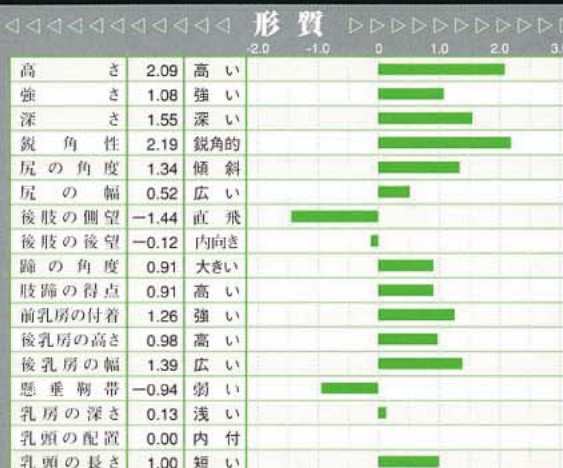 ◁◁◁◁◁◁◁◁◁◁◁ 形質 ▷▷▷▷▷▷▷▷▷▷▷
-2.0 -1.0 0 1.0 2.0 3.0
高さ 2.09 高い
強さ 1.08 強い
深さ 1.55 深い
鋭角性 2.19 鋭角的
尻の角度 1.34 傾斜
尻の幅 0.52 広い
後肢の側望 −1.44 直飛
後肢の後望 −0.12 内向き
蹄の角度 0.91 大きい
肢蹄の得点 0.91 高い
前乳房の付着 1.26 強い
後乳房の高さ 0.98 高い
後乳房の幅 1.39 広い
懸垂靭帯 −0.94 弱い
乳房の深さ 0.13 浅い
乳頭の配置 0.00 内付
乳頭の長さ 1.00 短い